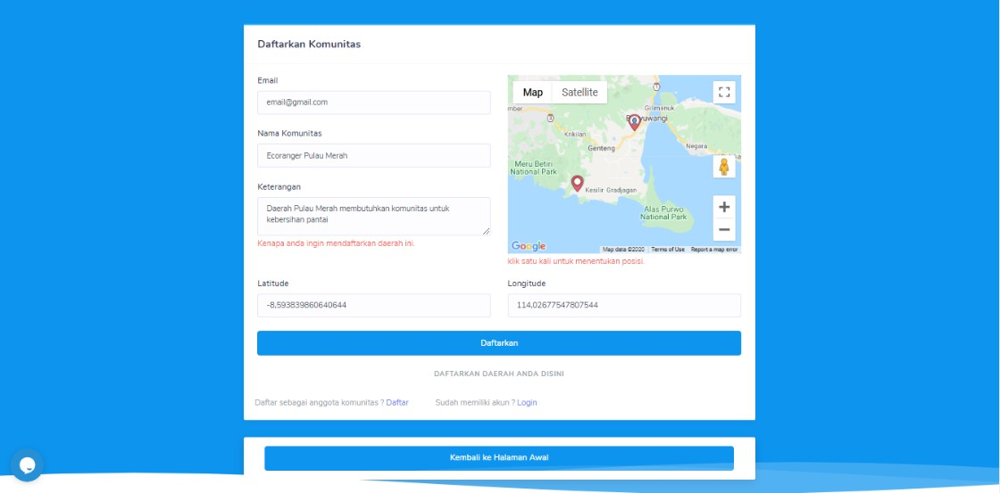 Daftarkan Komunitas
Email
email@gmail.com
Nama Komunitas
Ecoranger Pulau Merah
Keterangan
Daerah Pulau Merah membutuhkan komunitas untuk
kebersihan pantai
Kenapa anda ingin mendaftarkan daerah ini.
Map
Satellite
Gilimanuk
Krikilan
Genteng
Negara
Meru Betiri
National Park
Kesilir
Gradjagan
Alas Purwo
National Park
Google
Map data ©2020
Terms of Use
Report a map error
klik satu kali untuk menentukan posisi.
Latitude
-8,593839860640644
Longitude
114,02677547807544
Daftarkan
DAFTARKAN DAERAH ANDA DISINI
Daftar sebagai anggota komunitas ? Daftar
Sudah memiliki akun ? Login
Kembali ke Halaman Awal